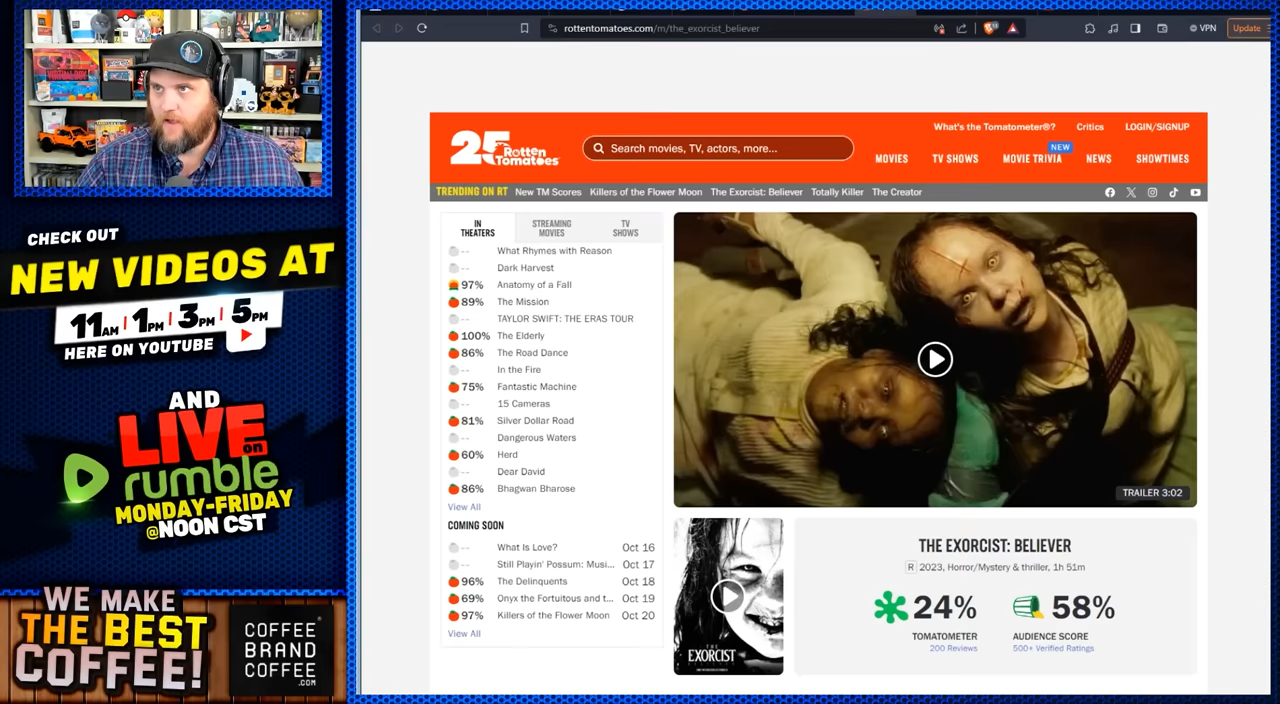 CHECK OUT
NEW VIDEOS AT
11AM | 1PM | 3PM | 5PM
HERE ON YOUTUBE
AND
LIVE on
rumble
MONDAY-FRIDAY
@NOON CST
WE MAKE
THE BEST
COFFEE!
COFFEE
BRAND
COFFEE
.COM
rottentomatoes.com/m/the_exorcist_believer
VPN
Update
What's the Tomatometer®?
Critics
LOGIN/SIGNUP
25 Rotten Tomatoes
Search movies, TV, actors, more...
NEW
MOVIES
TV SHOWS
MOVIE TRIVIA
NEWS
SHOWTIMES
TRENDING ON RT
New TM Scores
Killers of the Flower Moon
The Exorcist: Believer
Totally Killer
The Creator
IN THEATERS
STREAMING MOVIES
TV SHOWS
-- What Rhymes with Reason
-- Dark Harvest
97% Anatomy of a Fall
89% The Mission
-- TAYLOR SWIFT: THE ERAS TOUR
100% The Elderly
86% The Road Dance
-- In the Fire
75% Fantastic Machine
-- 15 Cameras
81% Silver Dollar Road
-- Dangerous Waters
60% Herd
-- Dear David
86% Bhagwan Bharose
View All
COMING SOON
-- What Is Love? Oct 16
-- Still Playin' Possum: Musi... Oct 17
96% The Delinquents Oct 18
69% Onyx the Fortuitous and t... Oct 19
97% Killers of the Flower Moon Oct 20
View All
TRAILER 3:02
THE EXORCIST
THE EXORCIST: BELIEVER
R 2023, Horror/Mystery & thriller, 1h 51m
24%
58%
TOMATOMETER
AUDIENCE SCORE
200 Reviews
500+ Verified Ratings